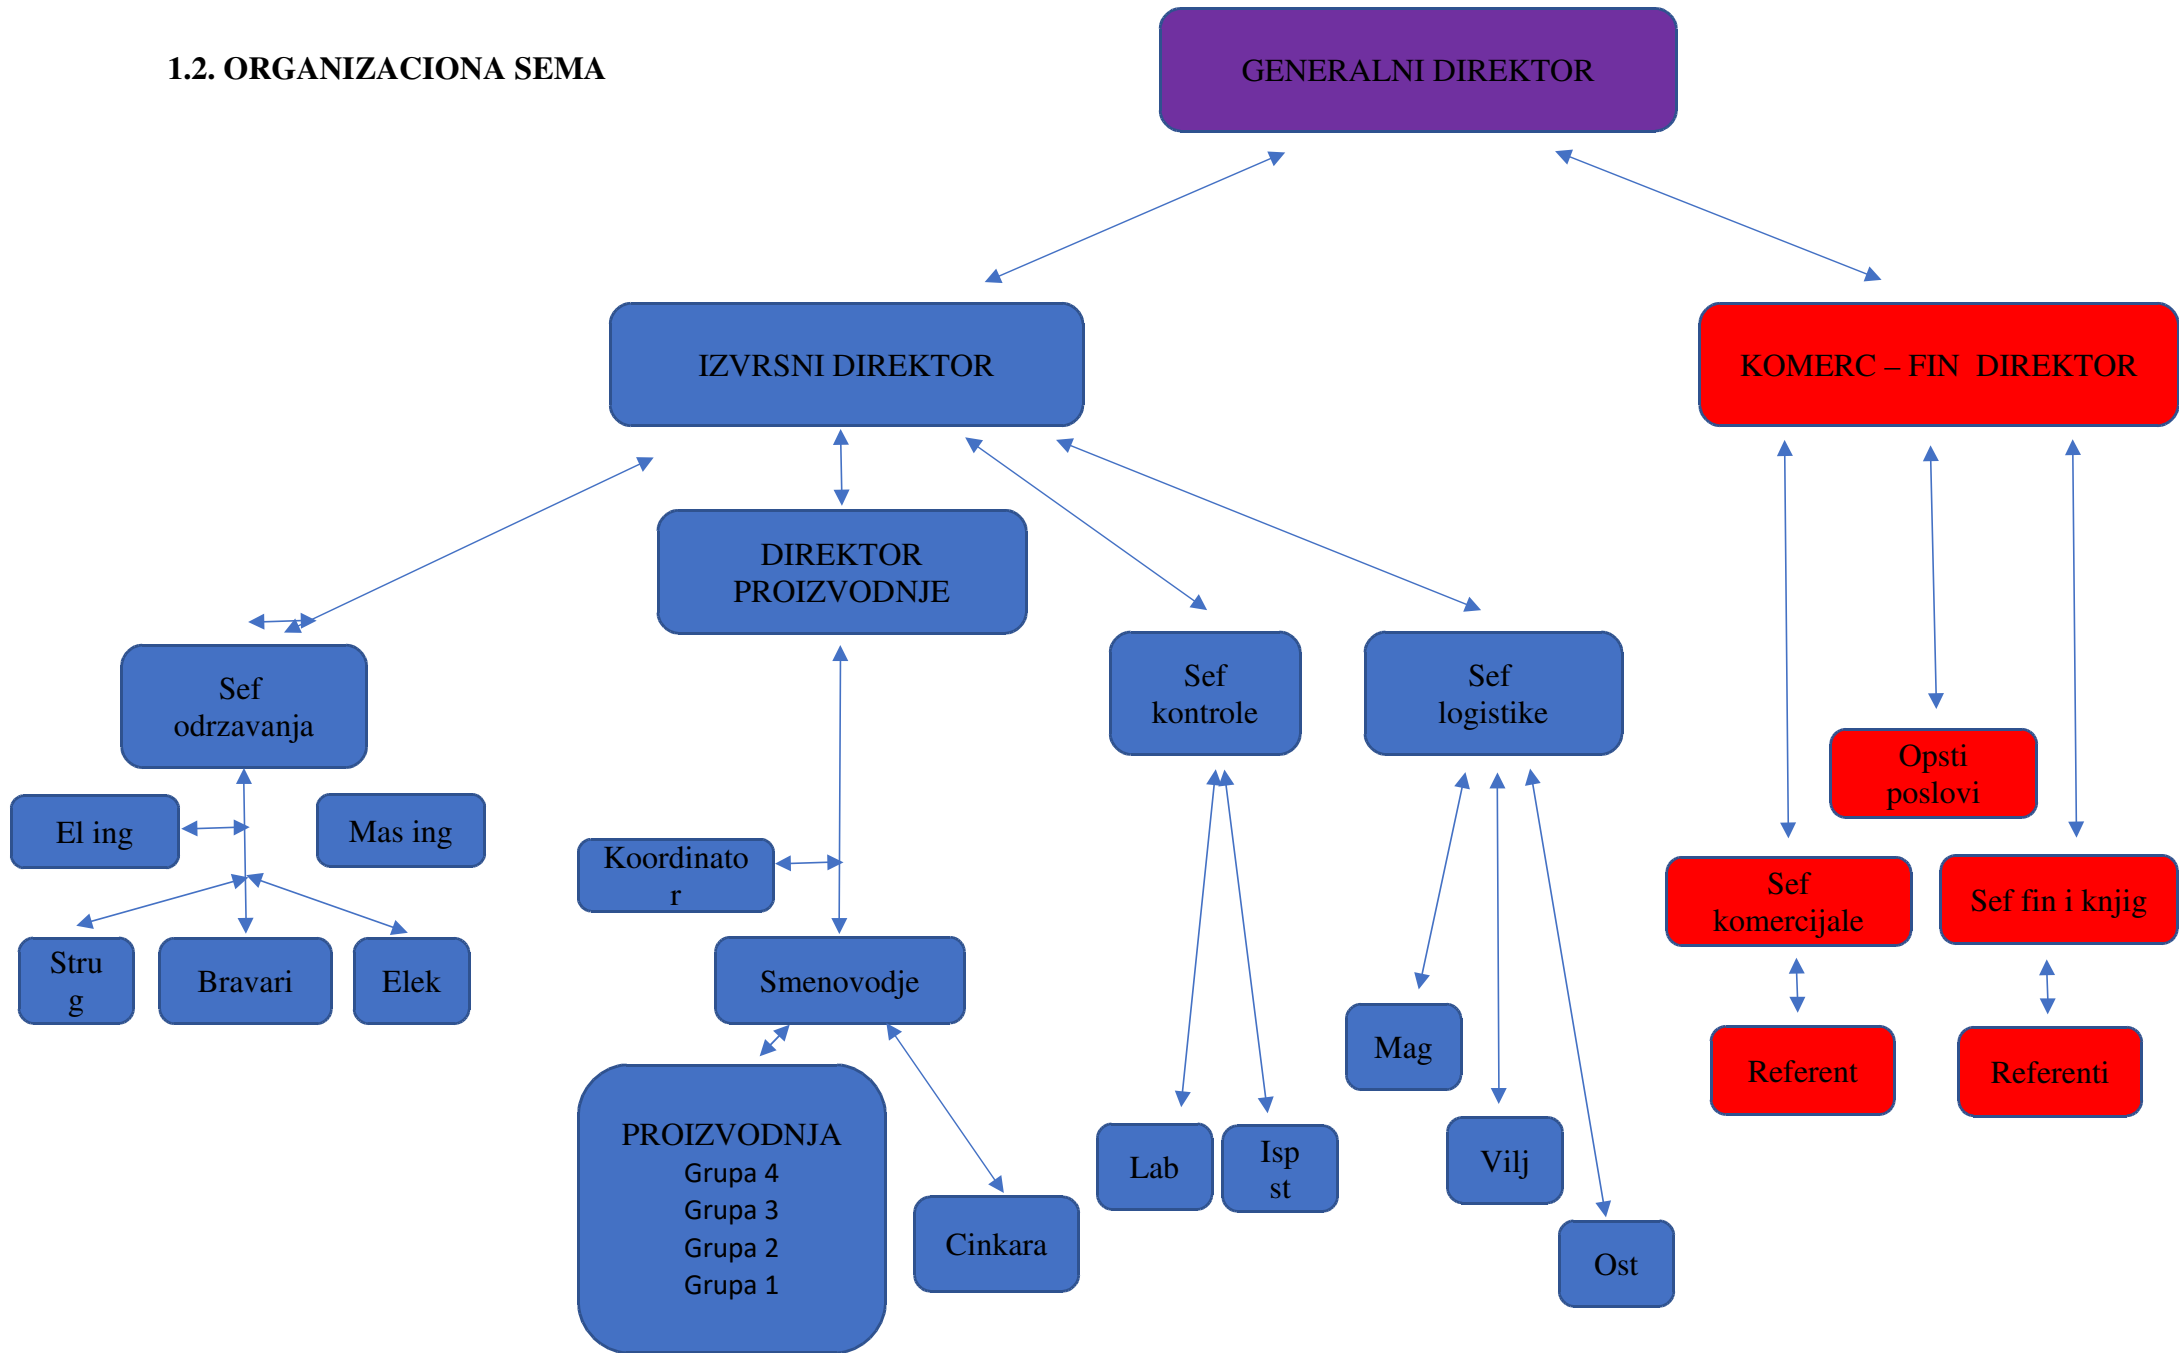 1.2. ORGANIZACIONA SEMA
GENERALNI DIREKTOR
IZVRSNI DIREKTOR
KOMERC – FIN DIREKTOR
DIREKTOR
PROIZVODNJE
Sef
odrzavanja
Sef
kontrole
Sef
logistike
Opsti
poslovi
El ing
Mas ing
Koordinato
r
Sef
komercijale
Sef fin i knjig
Stru
g
Bravari
Elek
Smenovodje
Mag
Referent
Referenti
PROIZVODNJA
Grupa 4
Grupa 3
Grupa 2
Grupa 1
Cinkara
Lab
Isp
st
Vilj
Ost